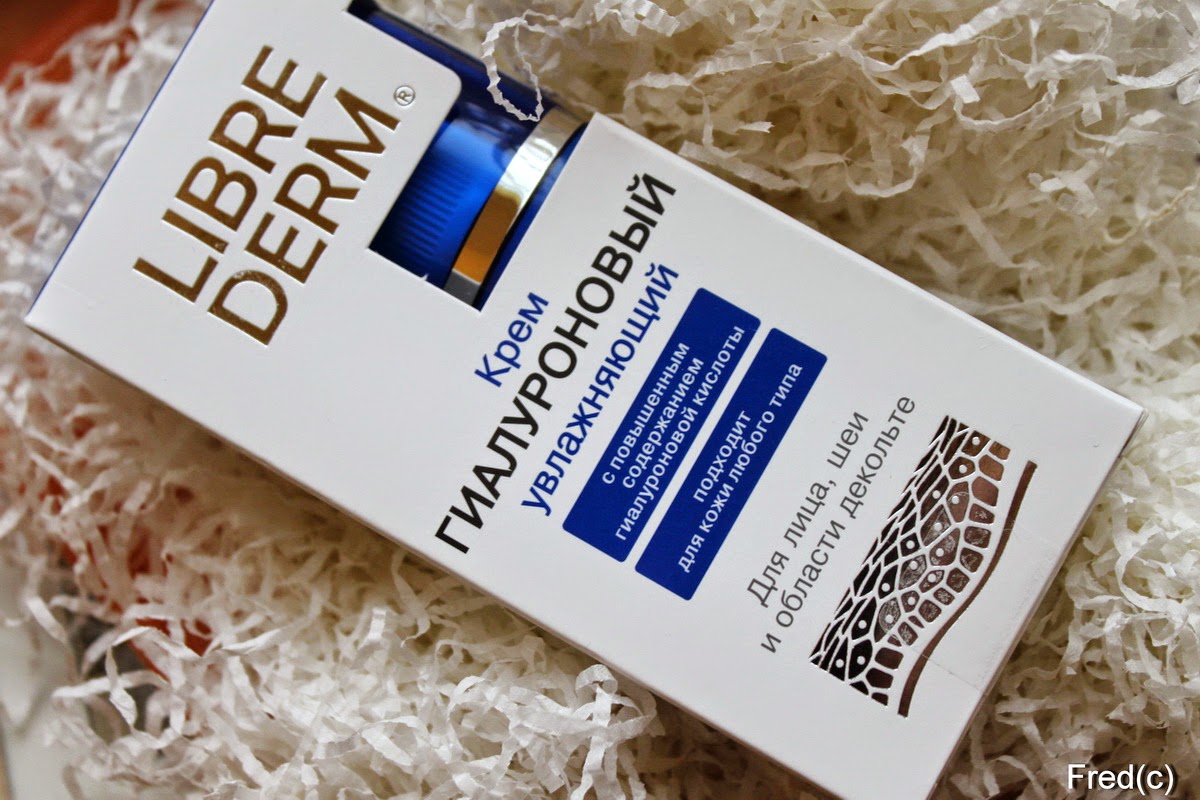 LIBRE
DERM®
Крем
ГИАЛУРОНОВЫЙ
увлажняющий
с повышенным
содержанием
гиалуроновой кислоты
подходит
для кожи любого типа
Для лица, шеи
и области декольте
Fred(c)